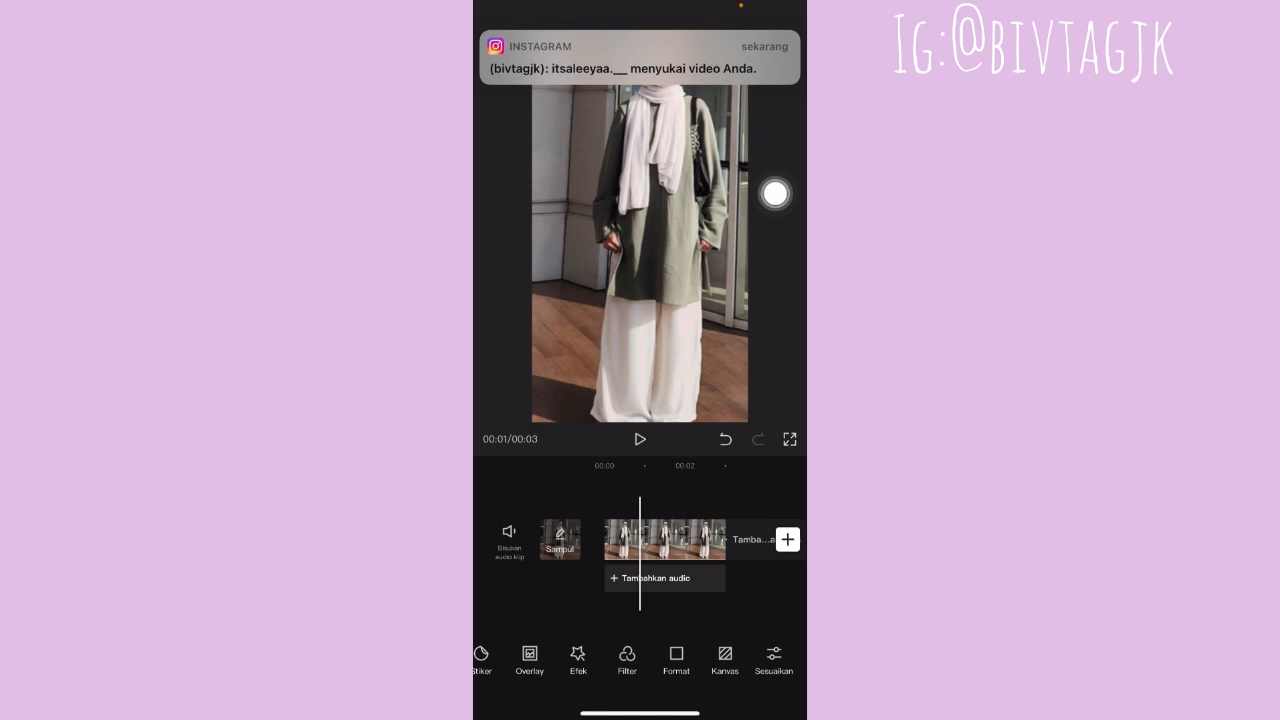 Ig:@bivtagjk
INSTAGRAM
sekarang
(bivtagjk): itsaleeyaa.__ menyukai video Anda.
00:01/00:03
00:00
00:02
Bisukan
audio klip
Sampul
Tamba...a
+ Tambahkan audio
Stiker
Overlay
Efek
Filter
Format
Kanvas
Sesuaikan